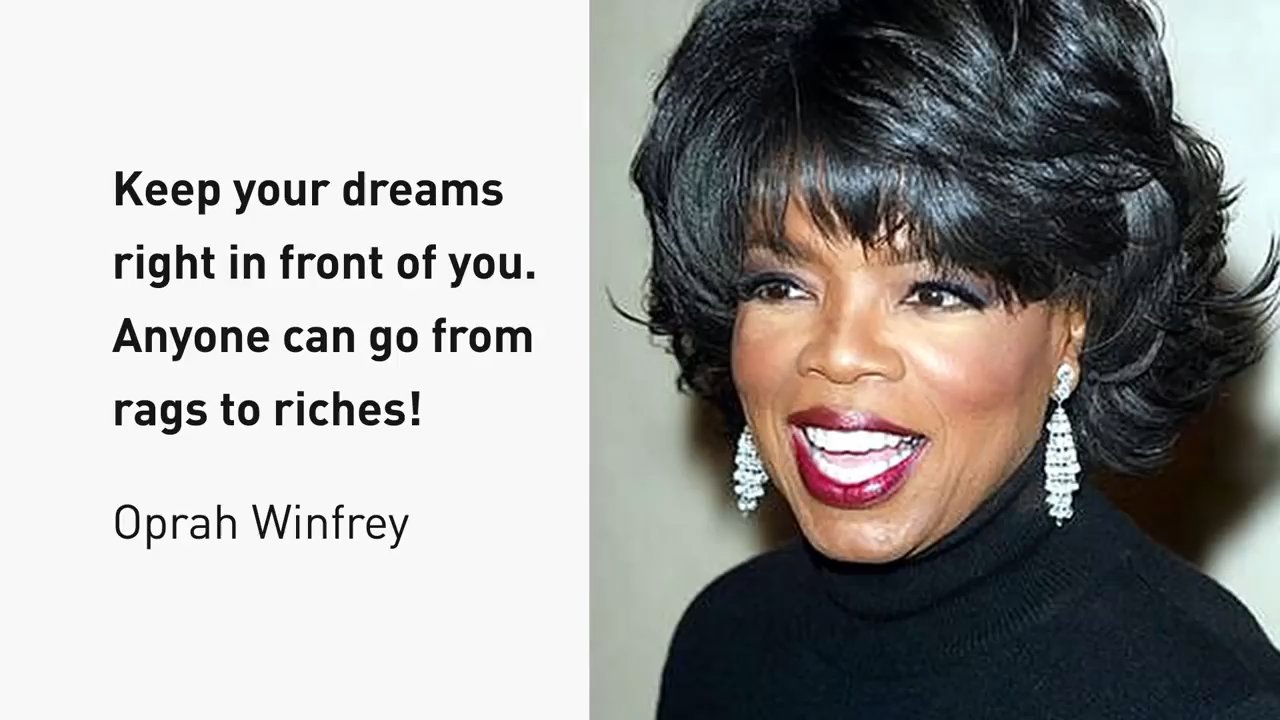 Keep your dreams
right in front of you.
Anyone can go from
rags to riches!
Oprah Winfrey